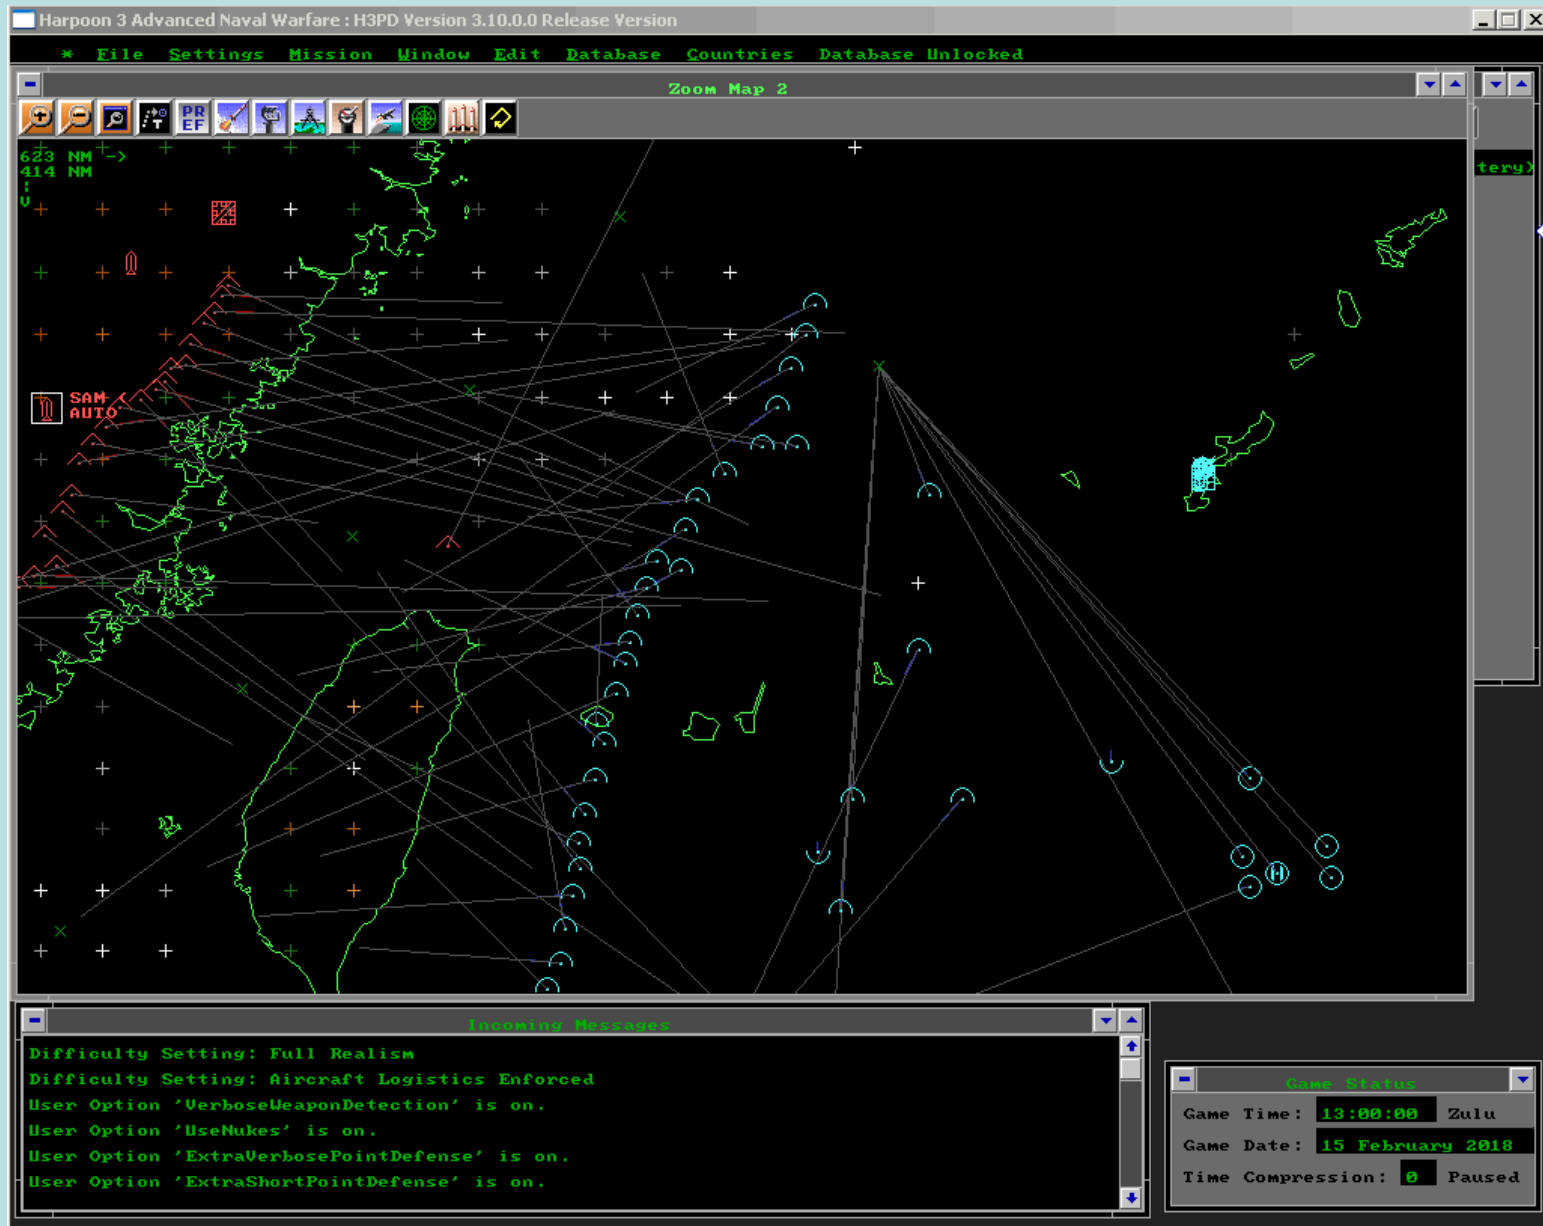 Harpoon 3 Advanced Naval Warfare : H3PD Version 3.10.0.0 Release Version
* File Settings Mission Window Edit Database Countries Database Unlocked
Zoom Map 2
PR
EF
623 NM ->
414 NM
V
tery)
SAM
AUTO
H
Incoming Messages
Difficulty Setting: Full Realism
Difficulty Setting: Aircraft Logistics Enforced
User Option 'VerboseWeaponDetection' is on.
User Option 'UseNukes' is on.
User Option 'ExtraVerbosePointDefense' is on.
User Option 'ExtraShortPointDefense' is on.
Game Status
Game Time: 13:00:00 Zulu
Game Date: 15 February 2018
Time Compression: 0 Paused